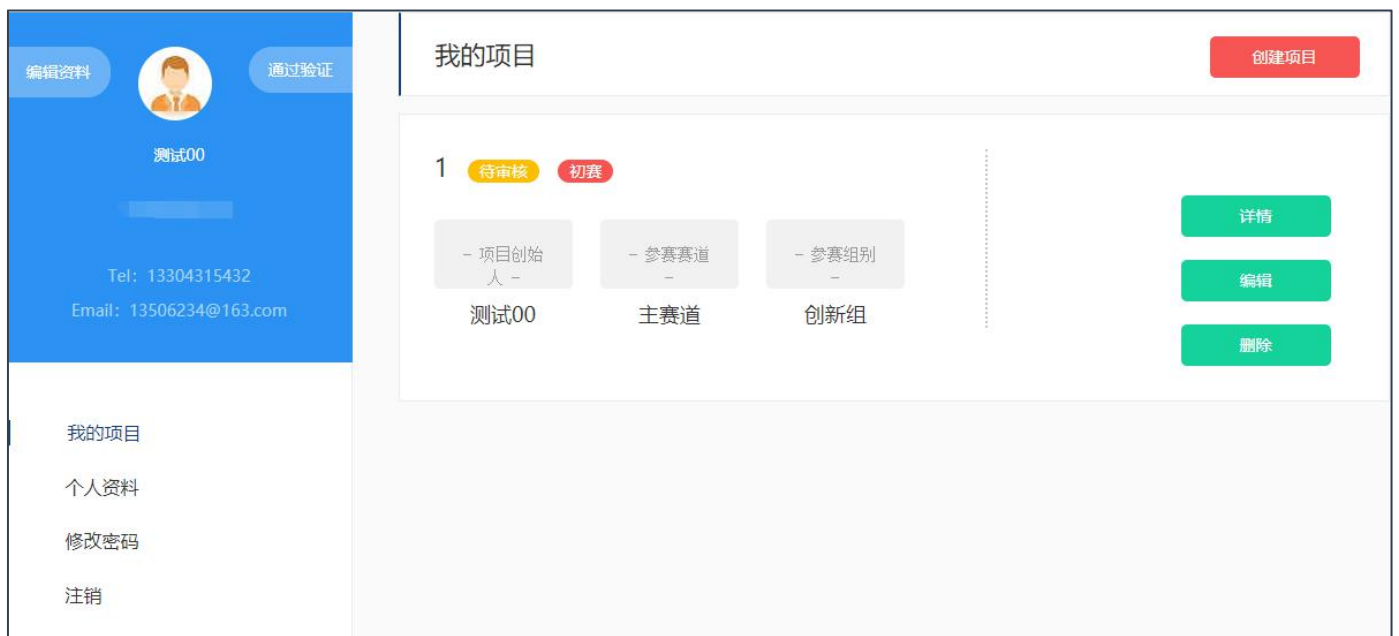 编辑资料
通过验证
测试00
Tel: 13304315432
Email: 13506234@163.com
我的项目
个人资料
修改密码
注销
我的项目
创建项目
1 待审核 初赛
- 项目创始
人 -
测试00
- 参赛赛道
-
主赛道
- 参赛组别
-
创新组
详情
编辑
删除